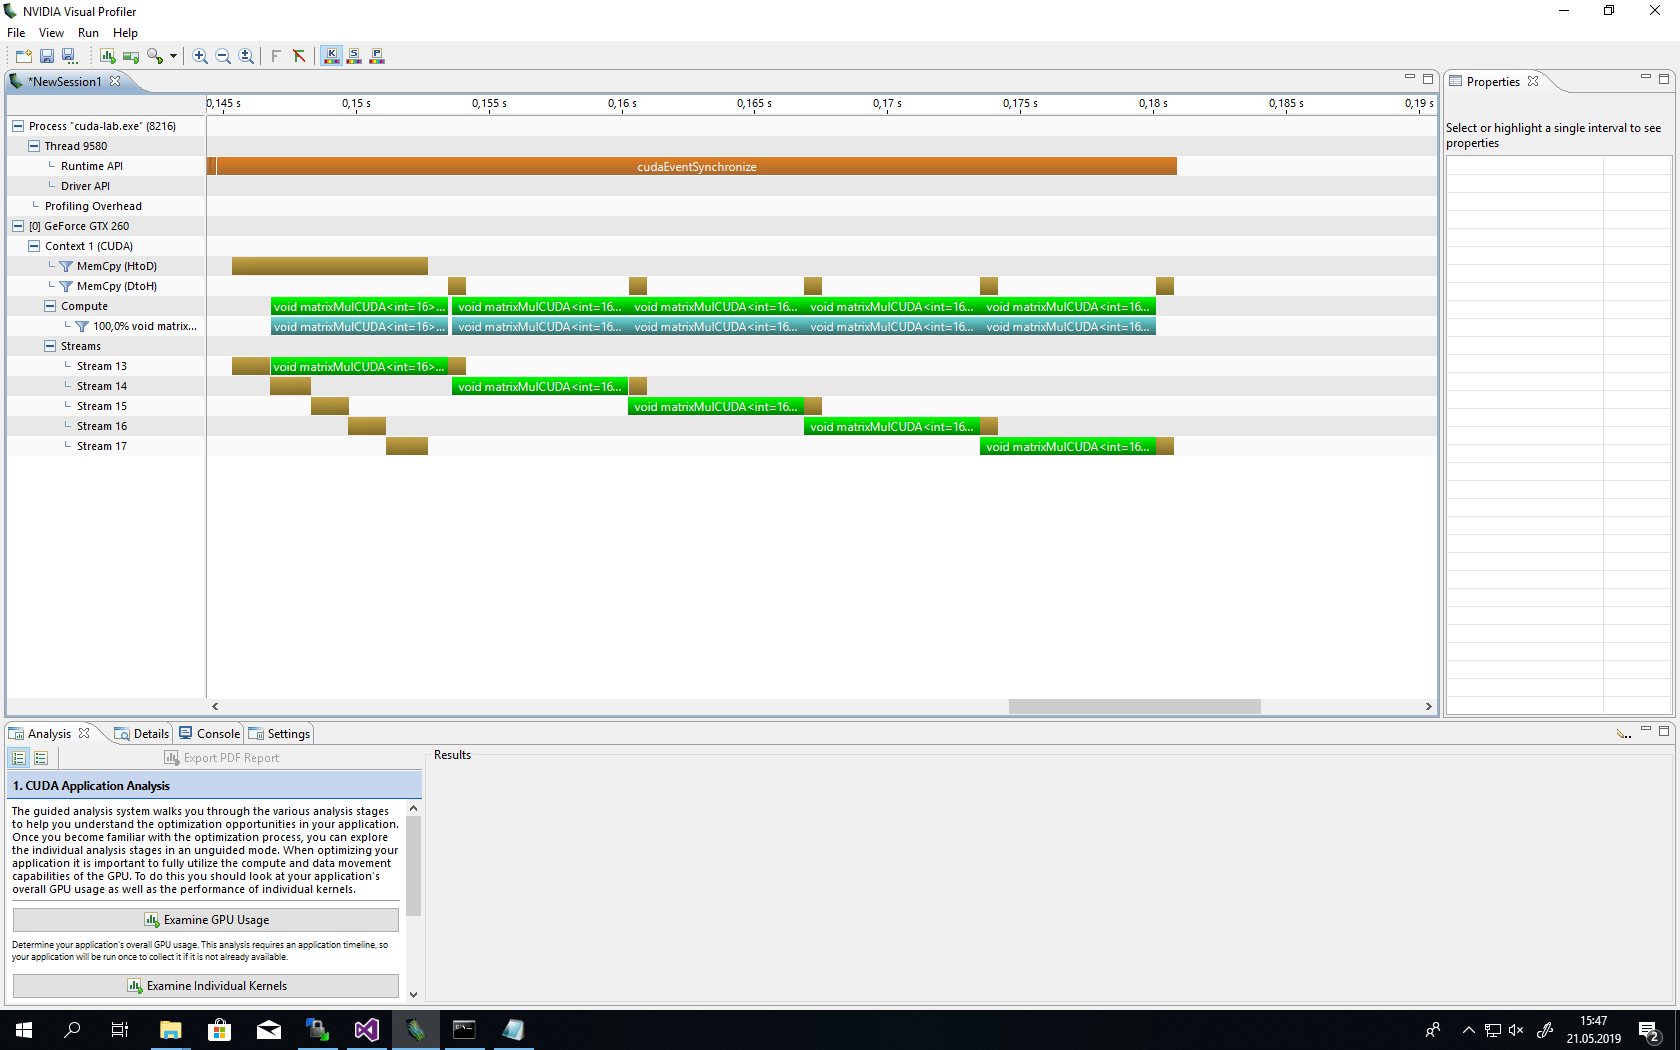 NVIDIA Visual Profiler
File View Run Help
F
K S P
*NewSession1
0,145 s 0,15 s 0,155 s 0,16 s 0,165 s 0,17 s 0,175 s 0,18 s 0,185 s 0,19 s
Process "cuda-lab.exe" (8216)
Thread 9580
Runtime API
cudaEventSynchronize
Driver API
Profiling Overhead
[0] GeForce GTX 260
Context 1 (CUDA)
MemCpy (HtoD)
MemCpy (DtoH)
Compute
void matrixMulCUDA<int=16>... void matrixMulCUDA<int=16... void matrixMulCUDA<int=16... void matrixMulCUDA<int=16... void matrixMulCUDA<int=16...
100,0% void matrix...
void matrixMulCUDA<int=16>... void matrixMulCUDA<int=16... void matrixMulCUDA<int=16... void matrixMulCUDA<int=16... void matrixMulCUDA<int=16...
Streams
Stream 13
void matrixMulCUDA<int=16>...
Stream 14
void matrixMulCUDA<int=16...
Stream 15
void matrixMulCUDA<int=16...
Stream 16
void matrixMulCUDA<int=16...
Stream 17
void matrixMulCUDA<int=16...
Properties
Select or highlight a single interval to see
properties
Analysis Details Console Settings
Export PDF Report
Results
1. CUDA Application Analysis
The guided analysis system walks you through the various analysis stages
to help you understand the optimization opportunities in your application.
Once you become familiar with the optimization process, you can explore
the individual analysis stages in an unguided mode. When optimizing your
application it is important to fully utilize the compute and data movement
capabilities of the GPU. To do this you should look at your application's
overall GPU usage as well as the performance of individual kernels.
Examine GPU Usage
Determine your application's overall GPU usage. This analysis requires an application timeline, so
your application will be run once to collect it if it is not already available.
Examine Individual Kernels
15:47
21.05.2019
2